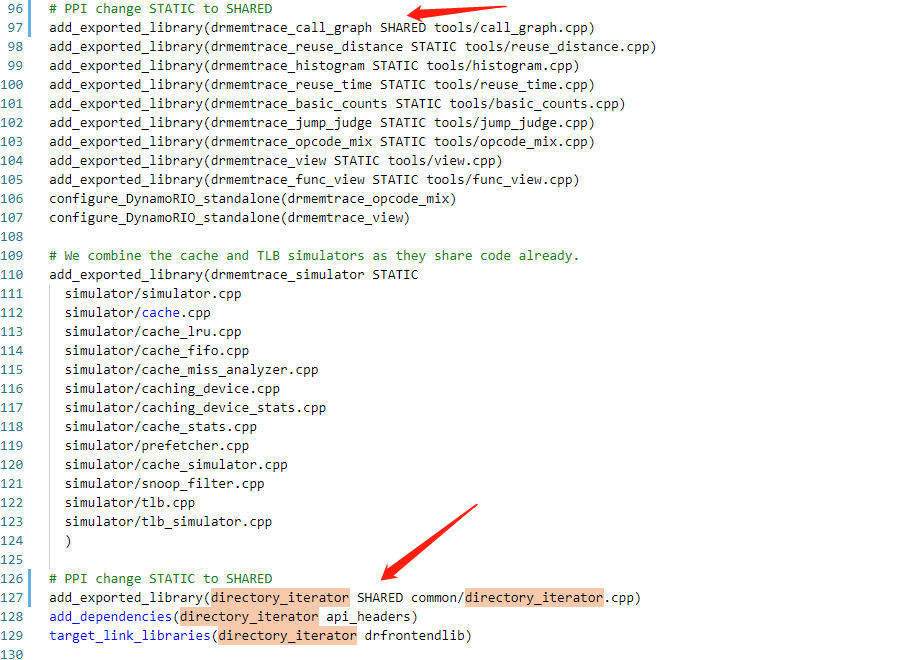 96 # PPI change STATIC to SHARED
97 add_exported_library(drmemtrace_call_graph SHARED tools/call_graph.cpp)
98 add_exported_library(drmemtrace_reuse_distance STATIC tools/reuse_distance.cpp)
99 add_exported_library(drmemtrace_histogram STATIC tools/histogram.cpp)
100 add_exported_library(drmemtrace_reuse_time STATIC tools/reuse_time.cpp)
101 add_exported_library(drmemtrace_basic_counts STATIC tools/basic_counts.cpp)
102 add_exported_library(drmemtrace_jump_judge STATIC tools/jump_judge.cpp)
103 add_exported_library(drmemtrace_opcode_mix STATIC tools/opcode_mix.cpp)
104 add_exported_library(drmemtrace_view STATIC tools/view.cpp)
105 add_exported_library(drmemtrace_func_view STATIC tools/func_view.cpp)
106 configure_DynamoRIO_standalone(drmemtrace_opcode_mix)
107 configure_DynamoRIO_standalone(drmemtrace_view)
108
109 # We combine the cache and TLB simulators as they share code already.
110 add_exported_library(drmemtrace_simulator STATIC
111 simulator/simulator.cpp
112 simulator/cache.cpp
113 simulator/cache_lru.cpp
114 simulator/cache_fifo.cpp
115 simulator/cache_miss_analyzer.cpp
116 simulator/caching_device.cpp
117 simulator/caching_device_stats.cpp
118 simulator/cache_stats.cpp
119 simulator/prefetcher.cpp
120 simulator/cache_simulator.cpp
121 simulator/snoop_filter.cpp
122 simulator/tlb.cpp
123 simulator/tlb_simulator.cpp
124 )
125
126 # PPI change STATIC to SHARED
127 add_exported_library(directory_iterator SHARED common/directory_iterator.cpp)
128 add_dependencies(directory_iterator api_headers)
129 target_link_libraries(directory_iterator drfrontendlib)
130